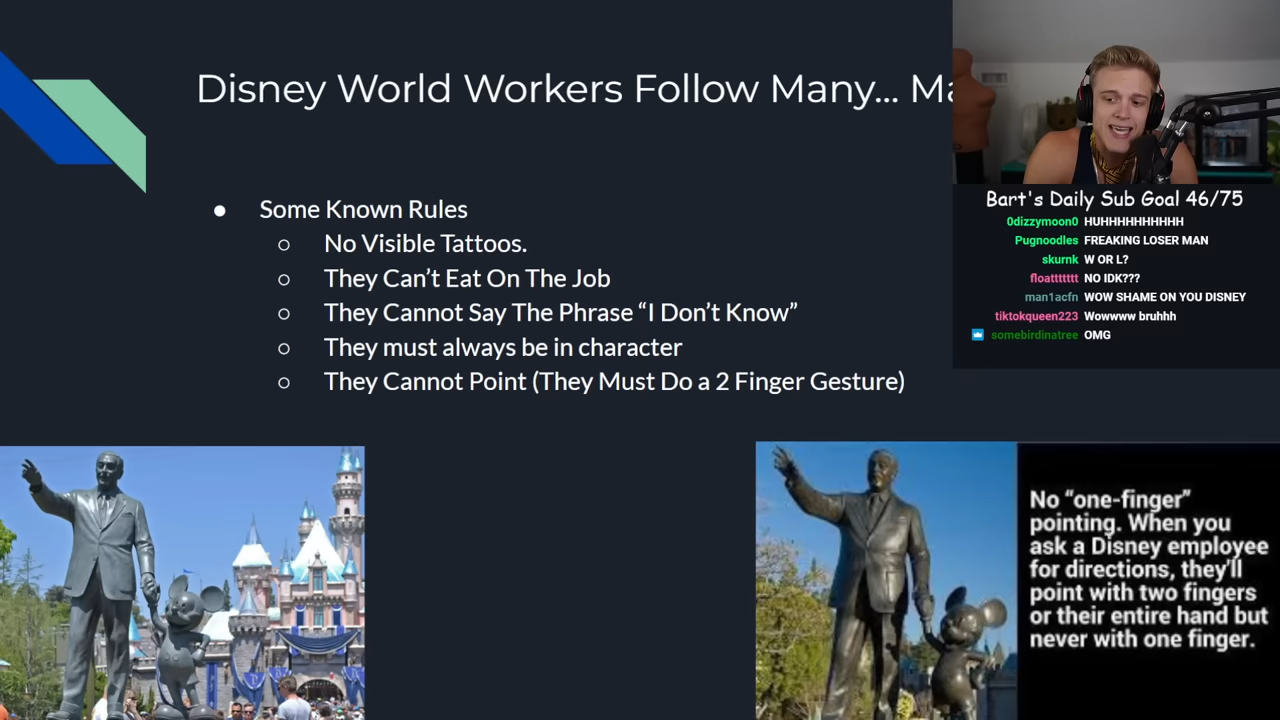 Disney World Workers Follow Many... Ma
Some Known Rules
No Visible Tattoos.
They Can’t Eat On The Job
They Cannot Say The Phrase “I Don’t Know”
They must always be in character
They Cannot Point (They Must Do a 2 Finger Gesture)
Bart's Daily Sub Goal 46/75
0dizzymoon0 HUHHHHHHHHHH
Pugnoodles FREAKING LOSER MAN
skurnk W OR L?
floattttttt NO IDK???
man1acfn WOW SHAME ON YOU DISNEY
tiktokqueen223 Wowwww bruhhh
somebirdinatree OMG
No “one-finger”
pointing. When you
ask a Disney employee
for directions, they'll
point with two fingers
or their entire hand but
never with one finger.